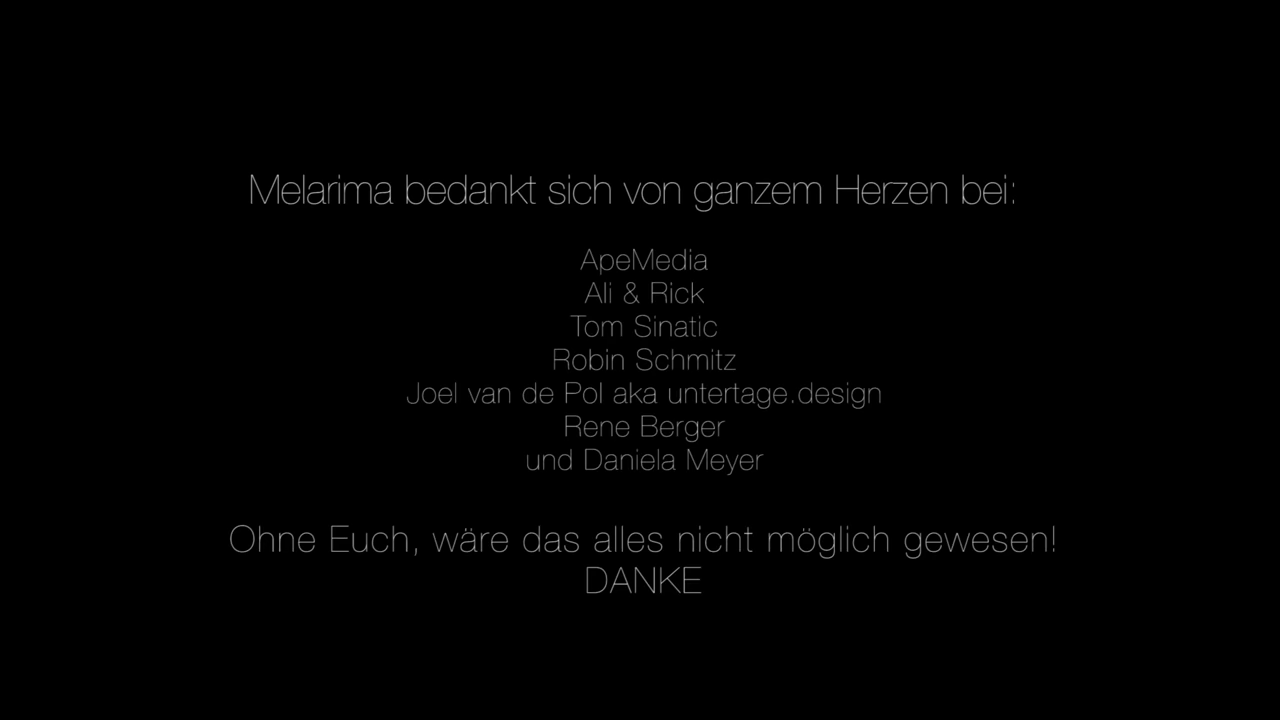 Melarima bedankt sich von ganzem Herzen bei:
ApeMedia
Ali & Rick
Tom Sinatic
Robin Schmitz
Joel van de Pol aka untertage.design
Rene Berger
und Daniela Meyer
Ohne Euch, wäre das alles nicht möglich gewesen!
DANKE